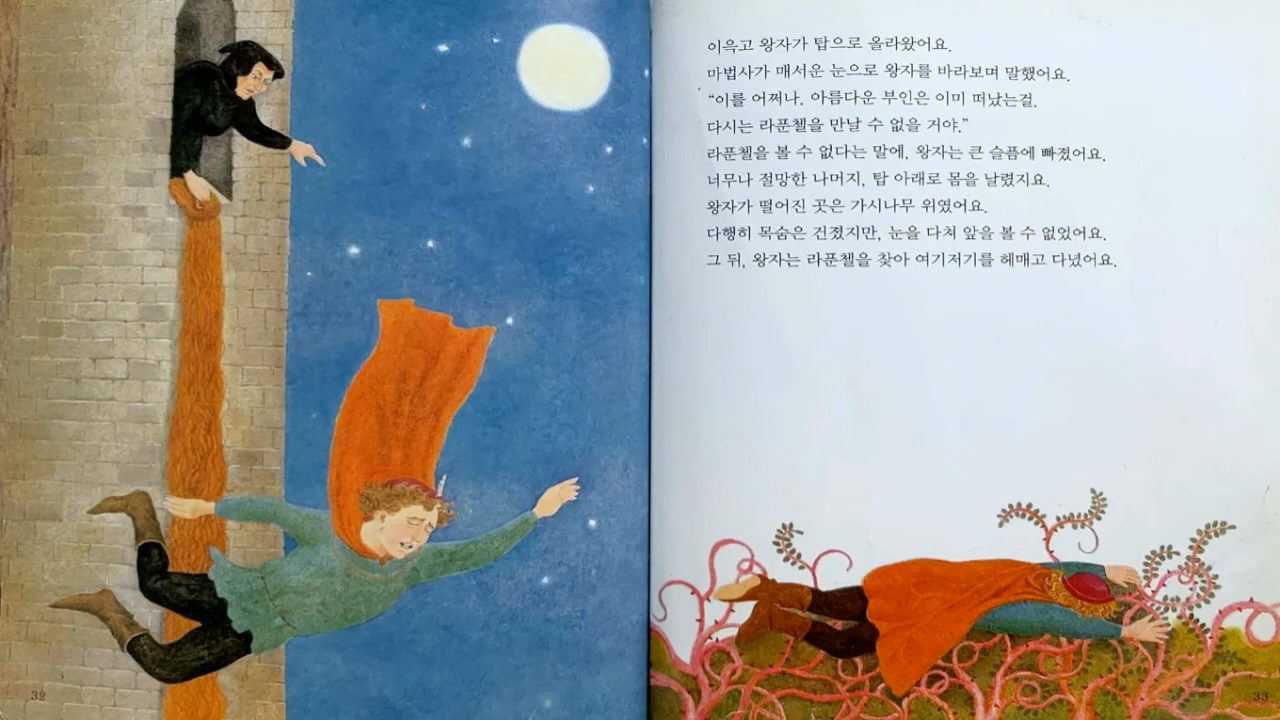 이윽고 왕자가 탑으로 올라왔어요.
마법사가 매서운 눈으로 왕자를 바라보며 말했어요.
“이를 어쩌나. 아름다운 부인은 이미 떠났는걸.
다시는 라푼첼을 만날 수 없을 거야.”
라푼첼을 볼 수 없다는 말에, 왕자는 큰 슬픔에 빠졌어요.
너무나 절망한 나머지, 탑 아래로 몸을 날렸지요.
왕자가 떨어진 곳은 가시나무 위였어요.
다행히 목숨은 건졌지만, 눈을 다쳐 앞을 볼 수 없었어요.
그 뒤, 왕자는 라푼첼을 찾아 여기저기를 헤매고 다녔어요.
32
33